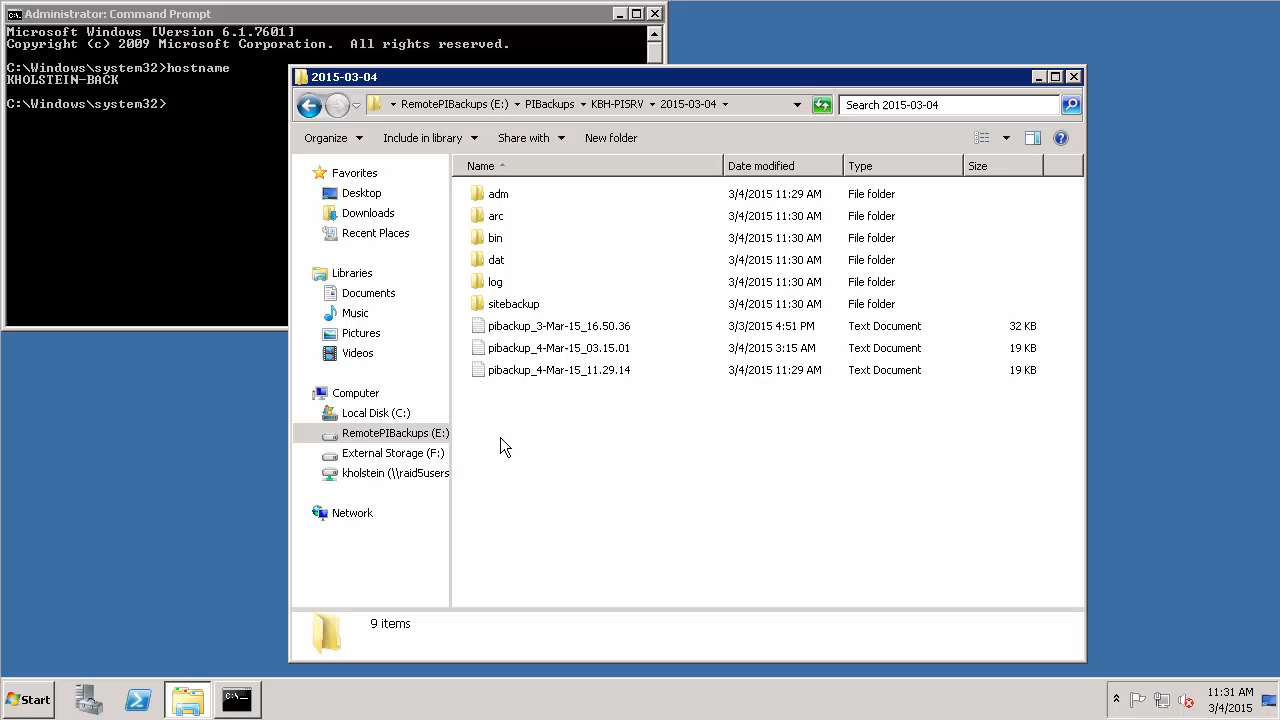 Administrator: Command Prompt
Microsoft Windows [Version 6.1.7601]
Copyright (c) 2009 Microsoft Corporation.  All rights reserved.
C:\Windows\system32>hostname
KHOLSTEIN-BACK
C:\Windows\system32>
2015-03-04
RemotePIBackups (E:) PIBackups KBH-PISRV 2015-03-04 Search 2015-03-04
Organize Include in library Share with New folder
Favorites
Desktop
Downloads
Recent Places
Libraries
Documents
Music
Pictures
Videos
Computer
Local Disk (C:)
RemotePIBackups (E:)
External Storage (F:)
kholstein (\\raid5users
Network
Name Date modified Type Size
adm 3/4/2015 11:29 AM File folder
arc 3/4/2015 11:30 AM File folder
bin 3/4/2015 11:30 AM File folder
dat 3/4/2015 11:30 AM File folder
log 3/4/2015 11:30 AM File folder
sitebackup 3/4/2015 11:30 AM File folder
pibackup_3-Mar-15_16.50.36 3/3/2015 4:51 PM Text Document 32 KB
pibackup_4-Mar-15_03.15.01 3/4/2015 3:15 AM Text Document 19 KB
pibackup_4-Mar-15_11.29.14 3/4/2015 11:29 AM Text Document 19 KB
9 items
Start
11:31 AM
3/4/2015